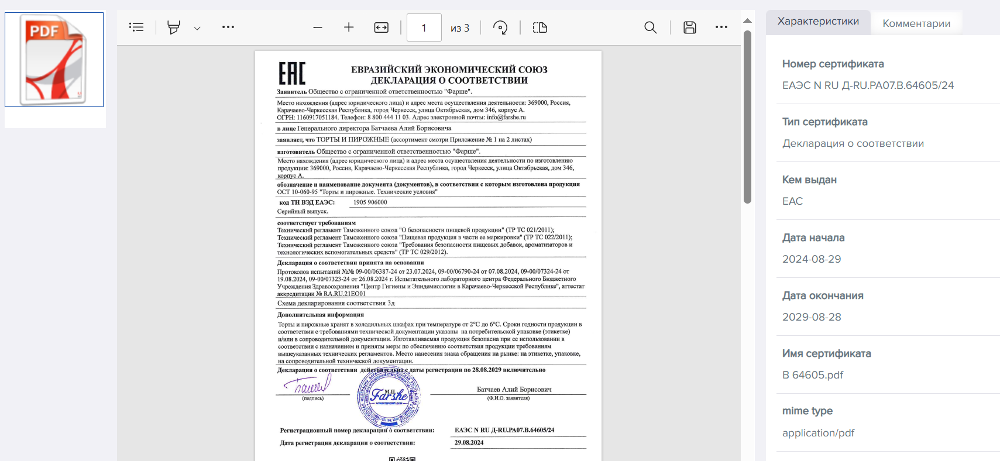 PDF
1
из 3
Характеристики
Комментарии
EAC
ЕВРАЗИЙСКИЙ ЭКОНОМИЧЕСКИЙ СОЮЗ
ДЕКЛАРАЦИЯ О СООТВЕТСТВИИ
Заявитель Общество с ограниченной ответственностью "Фарше".
Место нахождения (адрес юридического лица) и адрес места осуществления деятельности: 369000, Россия,
Карачаево-Черкесская Республика, город Черкесск, улица Октябрьская, дом 346, корпус А.
ОГРН: 1160917051184. Телефон: 8 800 444 11 03. Адрес электронной почты: info@farshe.ru
в лице Генерального директора Батчаева Алий Борисовича
заявляет, что ТОРТЫ И ПИРОЖНЫЕ (ассортимент смотри Приложение № 1 на 2 листах)
изготовитель Общество с ограниченной ответственностью "Фарше".
Место нахождения (адрес юридического лица) и адрес места осуществления деятельности по изготовлению
продукции: 369000, Россия, Карачаево-Черкесская Республика, город Черкесск, улица Октябрьская, дом 346,
корпус А.
обозначение и наименование документа (документов), в соответствии с которым изготовлена продукция
ОСТ 10-060-95 "Торты и пирожные. Технические условия"
код ТН ВЭД ЕАЭС: 1905 906000
Серийный выпуск.
соответствует требованиям
Технический регламент Таможенного союза "О безопасности пищевой продукции" (ТР ТС 021/2011);
Технический регламент Таможенного союза "Пищевая продукция в части ее маркировки" (ТР ТС 022/2011);
Технический регламент Таможенного союза "Требования безопасности пищевых добавок, ароматизаторов и
технологических вспомогательных средств" (ТР ТС 029/2012).
Декларация о соответствии принята на основании
Протоколов испытаний №№ 09-00/06387-24 от 23.07.2024, 09-00/06790-24 от 07.08.2024, 09-00/07324-24 от
19.08.2024, 09-00/07323-24 от 26.08.2024 г. Испытательного лабораторного центра Федерального Бюджетного
Учреждения Здравоохранения "Центр Гигиены и Эпидемиологии в Карачаево-Черкесской Республике", аттестат
аккредитации № RA.RU.21ЕО01
Схема декларирования соответствия 3д
Дополнительная информация
Торты и пирожные хранят в холодильных шкафах при температуре от 2°С до 6°С. Сроки годности продукции в
соответствии с требованиями технической документации указаны на потребительской упаковке (этикетке)
и/или в сопроводительной документации. Изготавливаемая продукция безопасна при ее использовании в
соответствии с назначением и приняты меры по обеспечению соответствия продукции требованиям
вышеуказанных технических регламентов. Место нанесения знака обращения на рынке: на этикетке, упаковке,
на сопроводительной технической документации.
Декларация о соответствии действительна с даты регистрации по 28.08.2029 включительно
М.П.
Farshe
КОНДИТЕРСКИЙ ДОМ
Батчаев Алий Борисович
(подпись)
(Ф.И.О. заявителя)
Регистрационный номер декларации о соответствии: ЕАЭС N RU Д-RU.РА07.В.64605/24
Дата регистрации декларации о соответствии: 29.08.2024
Номер сертификата
ЕАЭС N RU Д-RU.РА07.В.64605/24
Тип сертификата
Декларация о соответствии
Кем выдан
ЕАС
Дата начала
2024-08-29
Дата окончания
2029-08-28
Имя сертификата
В 64605.pdf
mime type
application/pdf